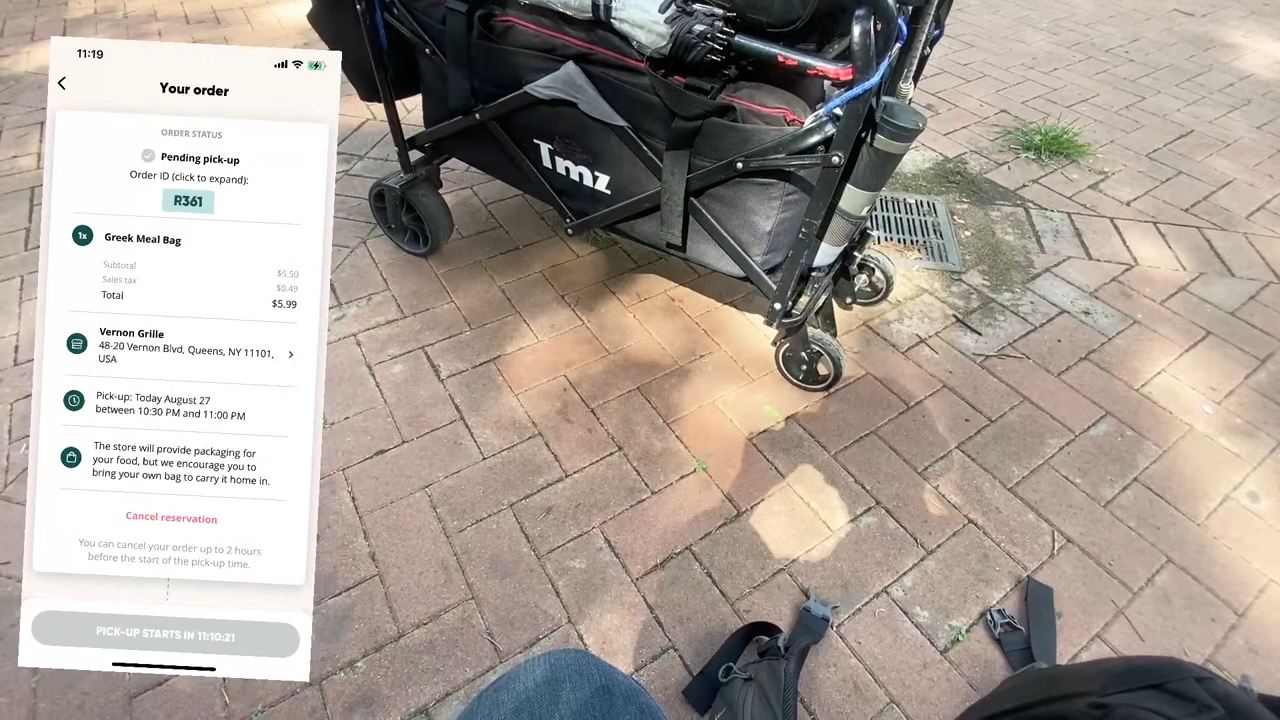 11:19
Your order
ORDER STATUS
Pending pick-up
Order ID (click to expand):
R361
1x Greek Meal Bag
Subtotal $5.50
Sales tax $0.49
Total $5.99
Vernon Grille
48-20 Vernon Blvd, Queens, NY 11101,
USA
Pick-up: Today August 27
between 10:30 PM and 11:00 PM
The store will provide packaging for
your food, but we encourage you to
bring your own bag to carry it home in.
Cancel reservation
You can cancel your order up to 2 hours
before the start of the pick-up time.
PICK-UP STARTS IN 11:10:21
Tmz